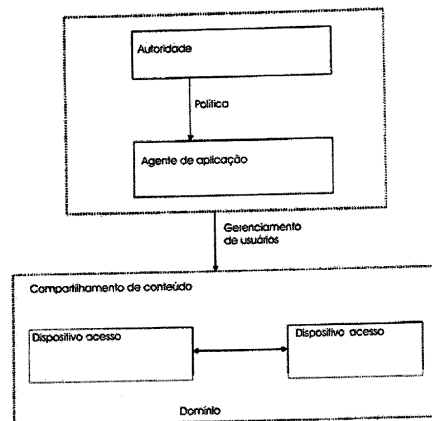 Autoridade
Política
Agente de aplicação
Gerenciamento
de usuários
Compartilhamento de conteúdo
Dispositivo acesso
Dispositivo acesso
Domínio